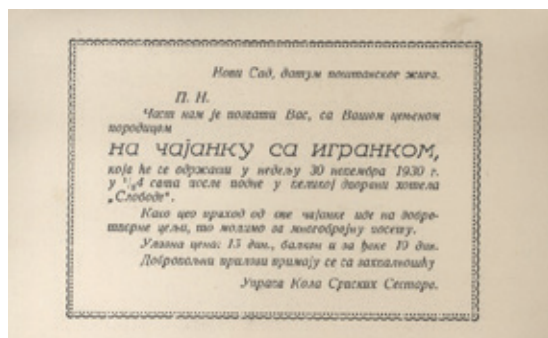 Нови Сад, датум поштанског жига.
П. Н.
Част нам је позвати Вас, са Вашом цењеном
породицом
на чајанку са игранком,
која ће се одржати у недељу 30 новембра 1930 г.
у ½4 сата после подне у великој дворани хотела
„Слободе“.
Како цео приход од ове чајанке иде на добро-
творне цељи, то молимо за многобројну посету.
Улазна цена: 15 дин., балкон и за ђаке 10 дин.
Добровољни прилози примају се са захвалношћу
Управа Кола Српских Сестара.